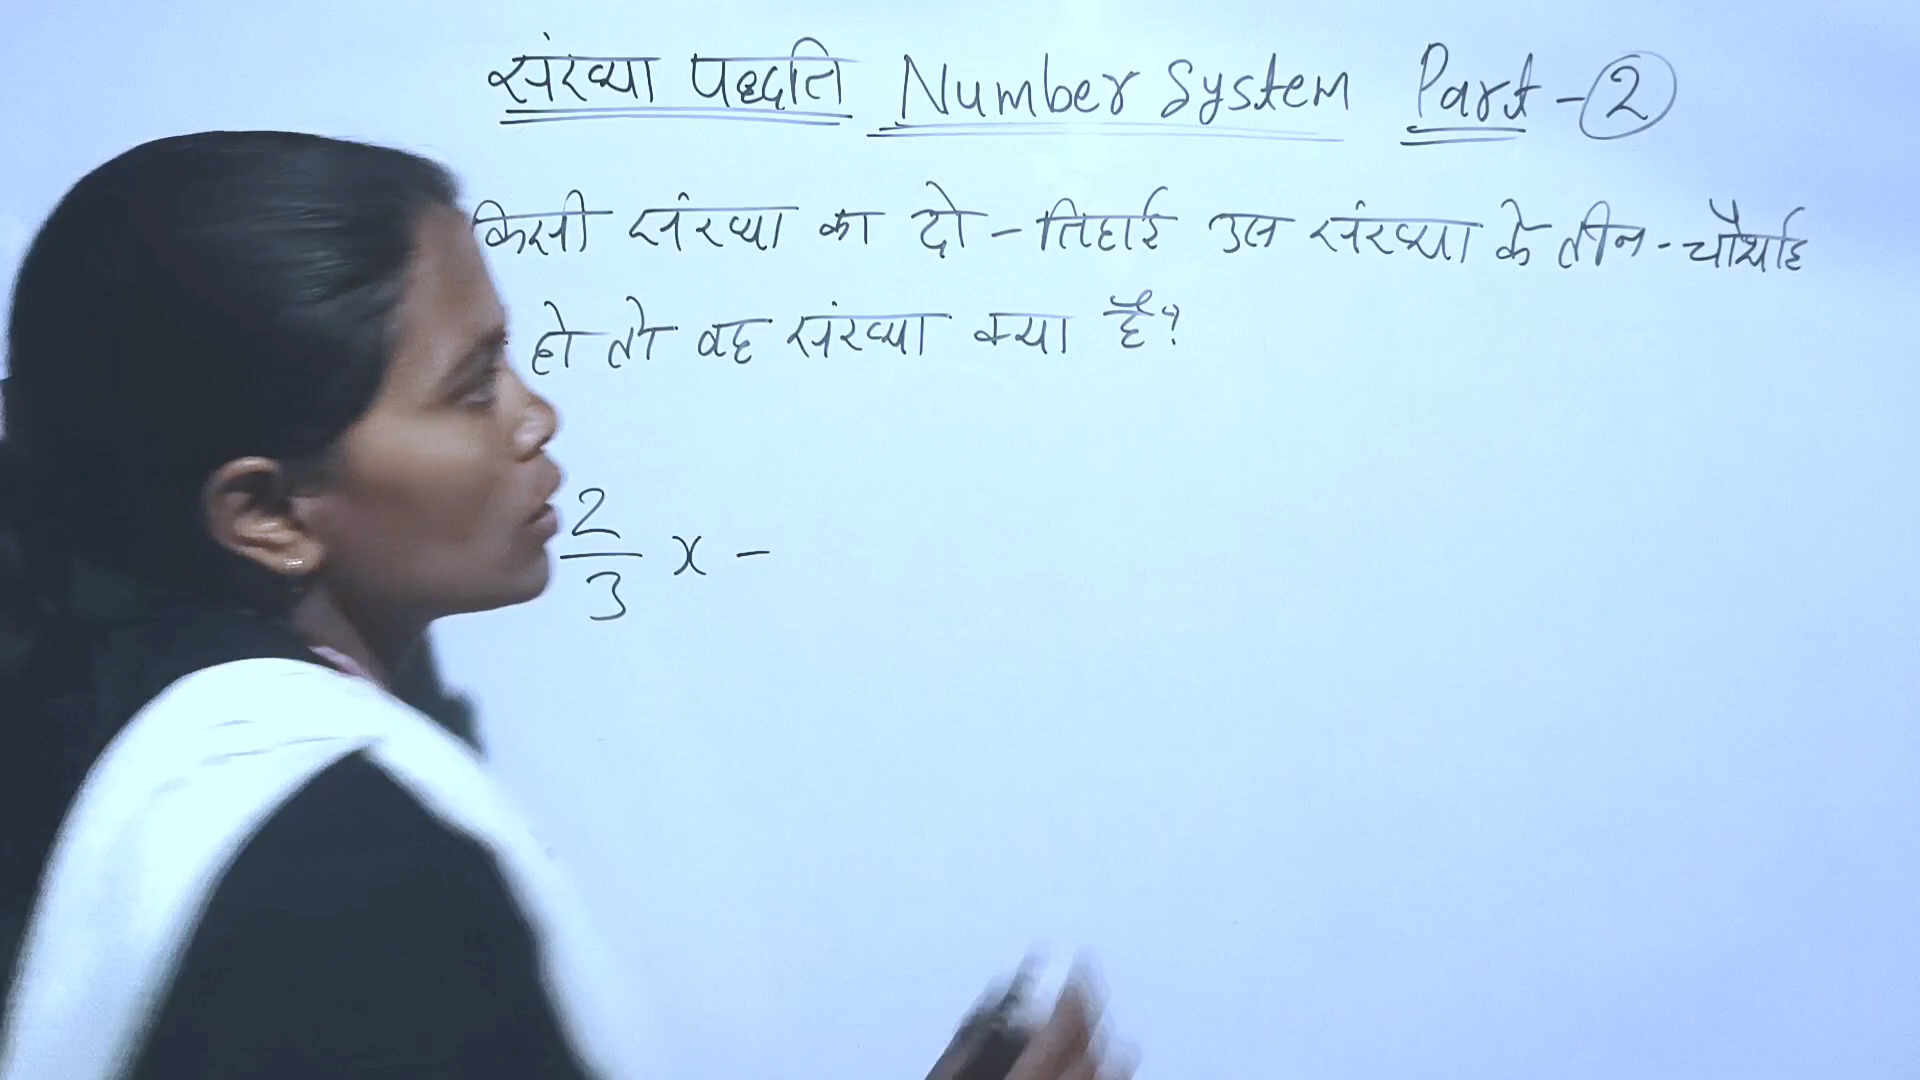 संख्या पद्धति Number System Part-2
किसी संख्या का दो-तिहाई उस संख्या के तीन-चौथाई
हो तो वह संख्या क्या है?
2/3 x -